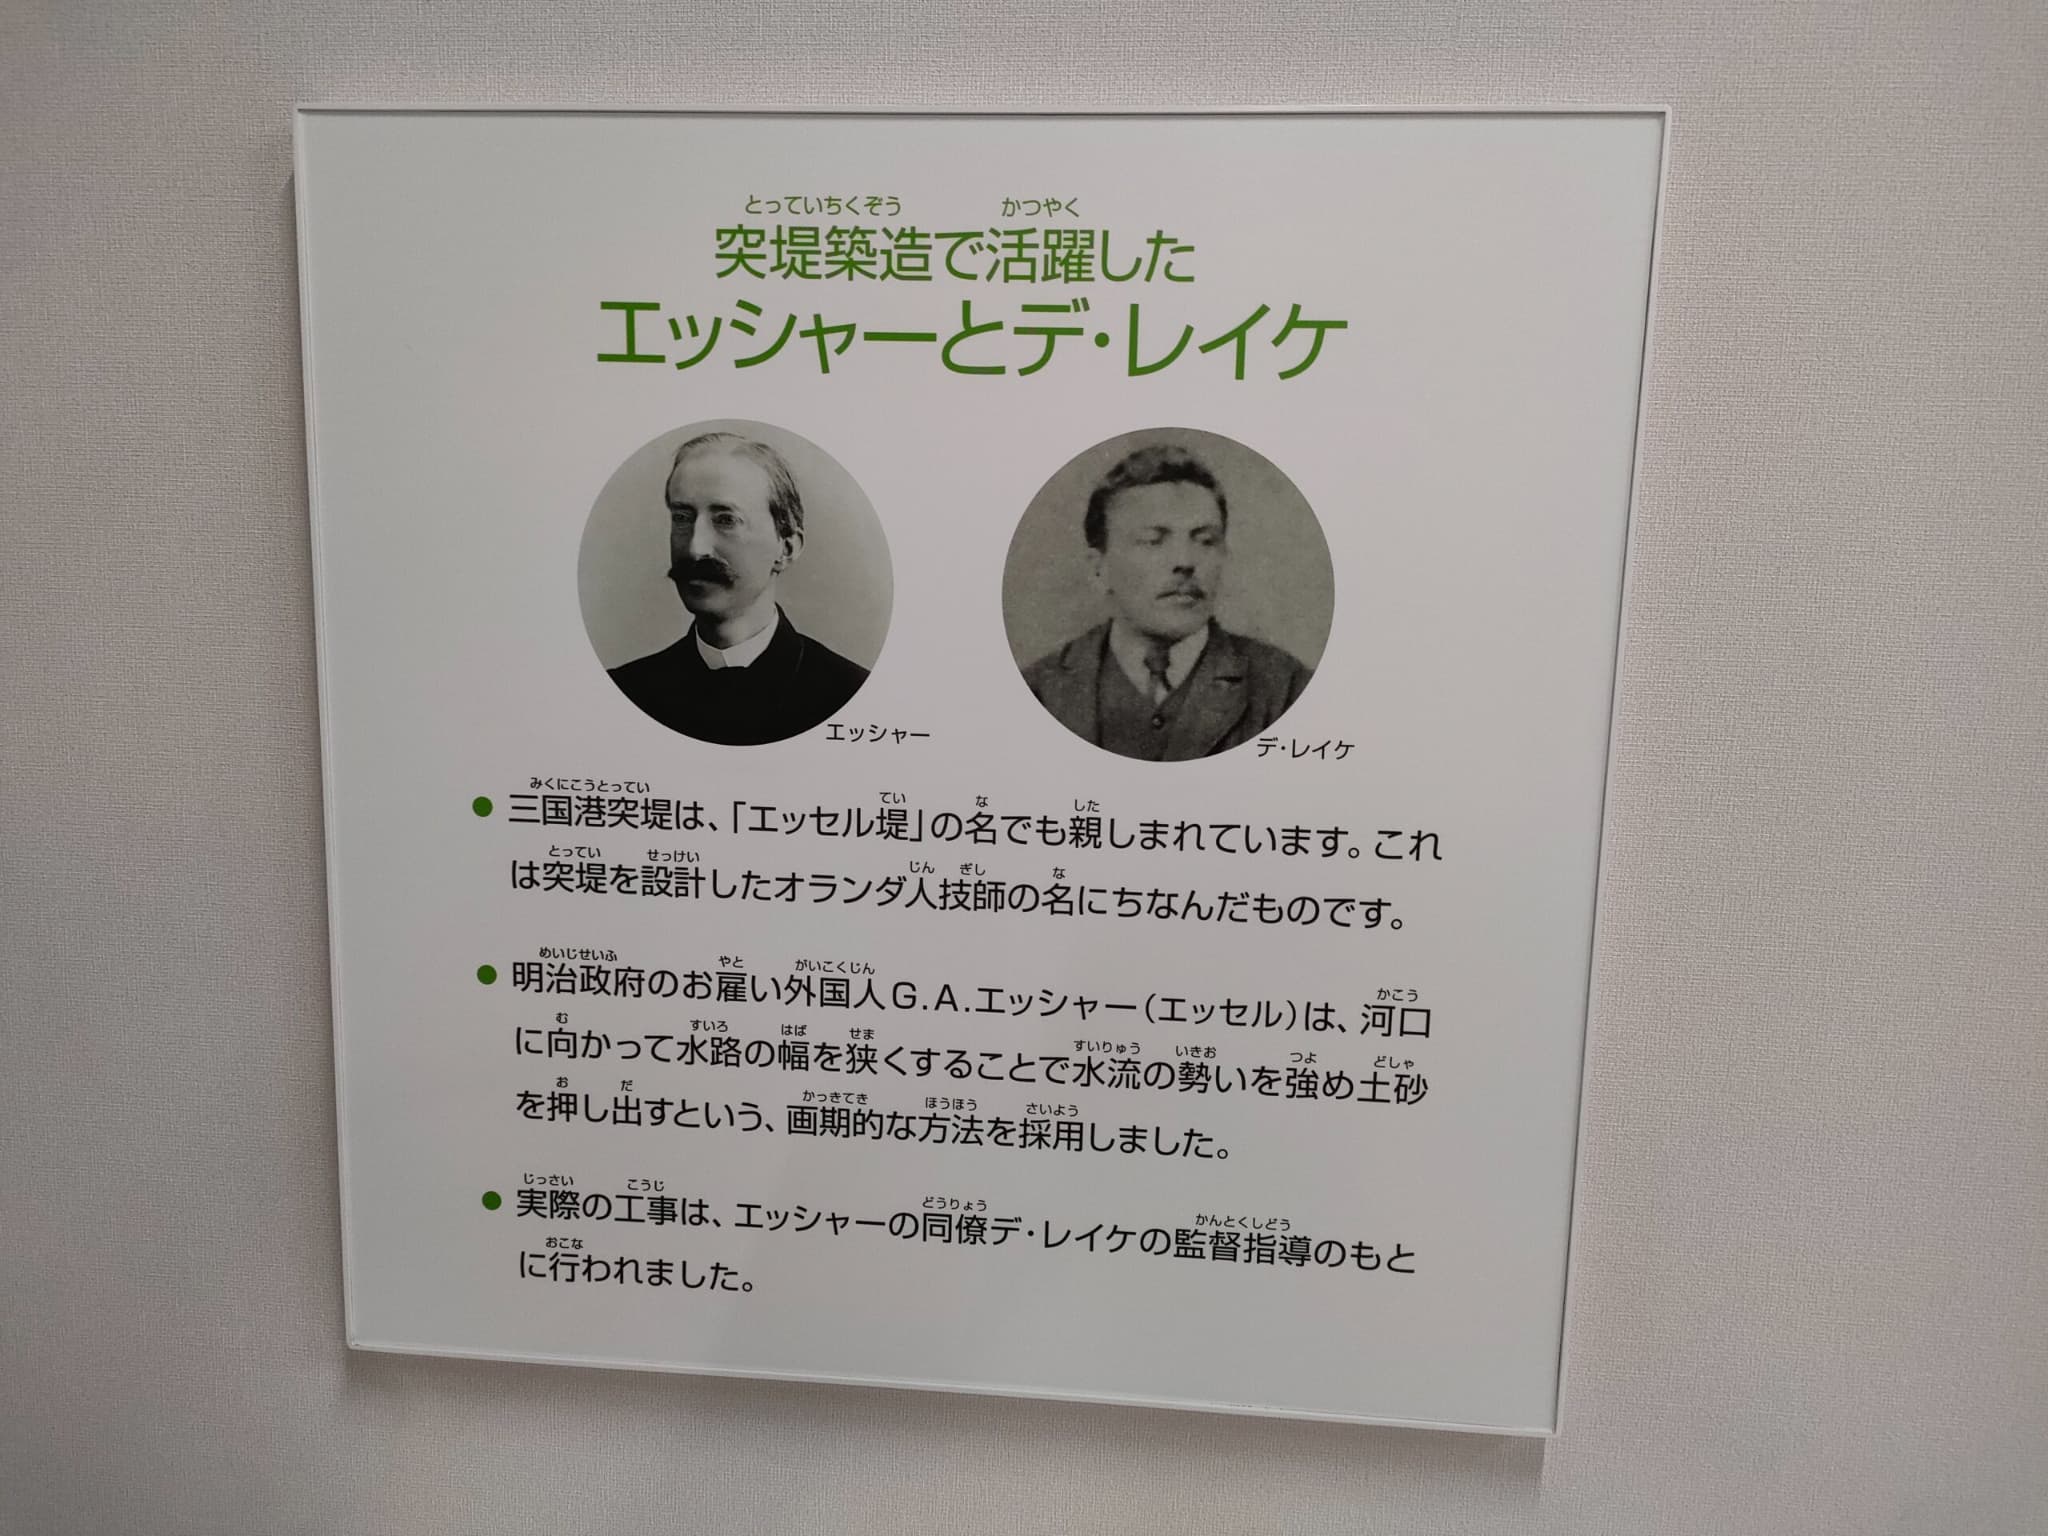 とっていちくぞう かつやく
突堤築造で活躍した
エッシャーとデ・レイケ
エッシャー
デ・レイケ
みくにこうとってい てい な した
●三国港突堤は、「エッセル堤」の名でも親しまれています。これ
とってい せっけい じん ぎし な
は突堤を設計したオランダ人技師の名にちなんだものです。
めいじせいふ やと がいこくじん かこう
●明治政府のお雇い外国人G.A.エッシャー(エッセル)は、河口
む すいろ はば せま すいりゅう いきお つよ どしゃ
に向かって水路の幅を狭くすることで水流の勢いを強め土砂
お だ かっきてき ほうほう さいよう
を押し出すという、画期的な方法を採用しました。
じっさい こうじ どうりょう かんとくしどう
●実際の工事は、エッシャーの同僚デ・レイケの監督指導のもと
おこな
に行われました。